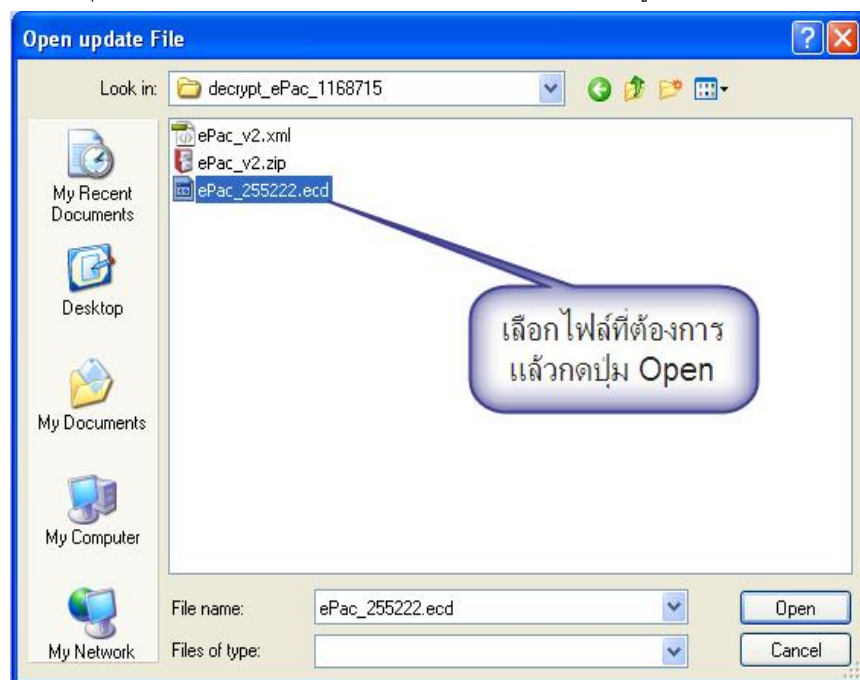 Open update File
Look in:
decrypt_ePac_1168715
ePac_v2.xml
ePac_v2.zip
ePac_255222.ecd
My Recent
Documents
Desktop
My Documents
My Computer
My Network
เลือกไฟล์ที่ต้องการ
แล้วกดปุ่ม Open
File name:
ePac_255222.ecd
Open
Files of type:
Cancel